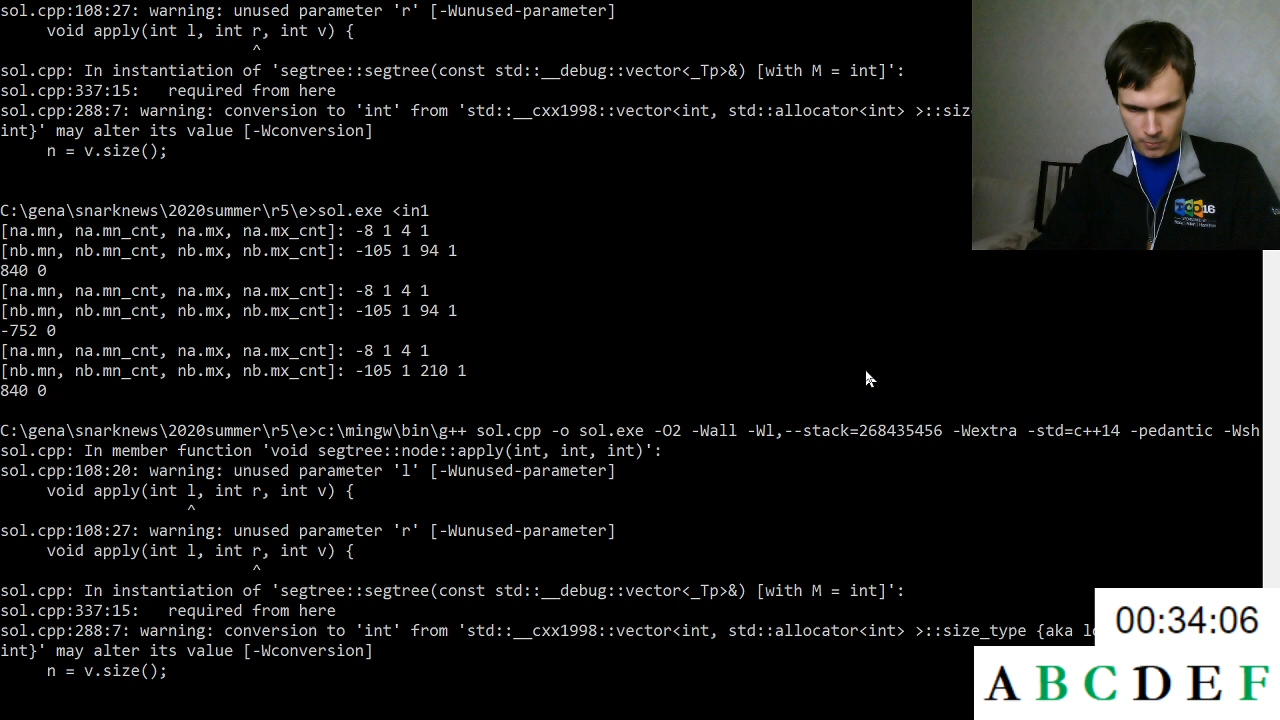 sol.cpp:108:27: warning: unused parameter 'r' [-Wunused-parameter]
void apply(int l, int r, int v) {
^
sol.cpp: In instantiation of 'segtree::segtree(const std::__debug::vector<_Tp>&) [with M = int]':
sol.cpp:337:15:   required from here
sol.cpp:288:7: warning: conversion to 'int' from 'std::__cxx1998::vector<int, std::allocator<int> >::size
int}' may alter its value [-Wconversion]
n = v.size();
C:\gena\snarknews\2020summer\r5\e>sol.exe <in1
[na.mn, na.mn_cnt, na.mx, na.mx_cnt]: -8 1 4 1
[nb.mn, nb.mn_cnt, nb.mx, nb.mx_cnt]: -105 1 94 1
840 0
[na.mn, na.mn_cnt, na.mx, na.mx_cnt]: -8 1 4 1
[nb.mn, nb.mn_cnt, nb.mx, nb.mx_cnt]: -105 1 94 1
-752 0
[na.mn, na.mn_cnt, na.mx, na.mx_cnt]: -8 1 4 1
[nb.mn, nb.mn_cnt, nb.mx, nb.mx_cnt]: -105 1 210 1
840 0
C:\gena\snarknews\2020summer\r5\e>c:\mingw\bin\g++ sol.cpp -o sol.exe -O2 -Wall -Wl,--stack=268435456 -Wextra -std=c++14 -pedantic -Wsh
sol.cpp: In member function 'void segtree::node::apply(int, int, int)':
sol.cpp:108:20: warning: unused parameter 'l' [-Wunused-parameter]
void apply(int l, int r, int v) {
^
sol.cpp:108:27: warning: unused parameter 'r' [-Wunused-parameter]
void apply(int l, int r, int v) {
^
sol.cpp: In instantiation of 'segtree::segtree(const std::__debug::vector<_Tp>&) [with M = int]':
sol.cpp:337:15:   required from here
sol.cpp:288:7: warning: conversion to 'int' from 'std::__cxx1998::vector<int, std::allocator<int> >::size_type {aka lo
int}' may alter its value [-Wconversion]
n = v.size();
00:34:06
A B C D E F